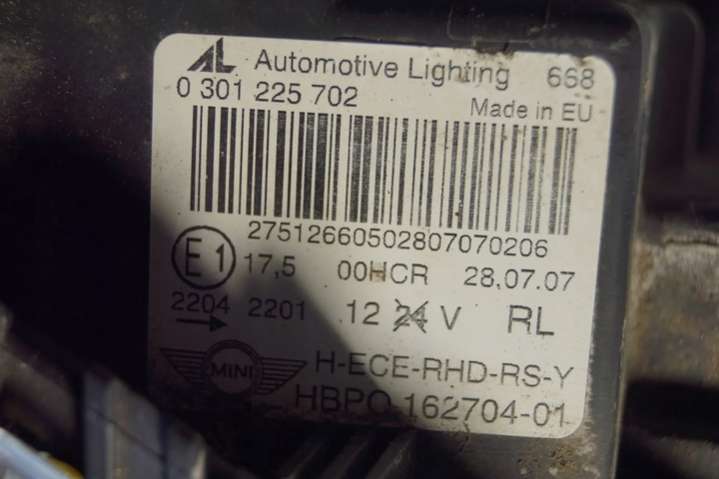 AL Automotive Lighting 668
0 301 225 702 Made in EU
27512660502807070206
E1 17,5 00HCR 28,07.07
2204 2201 12 24 V RL
MINI H-ECE-RHD-RS-Y
HBPO-162704-01